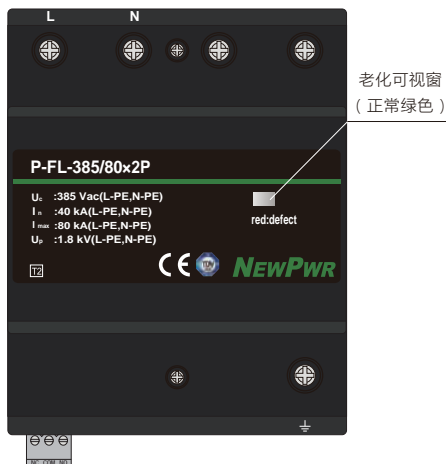 L N
老化可视窗
(正常绿色)
P-FL-385/80×2P
Uc :385 Vac(L-PE,N-PE)
In :40 kA(L-PE,N-PE)
Imax :80 kA(L-PE,N-PE)
Up :1.8 kV(L-PE,N-PE)
red:defect
T2
CE
TÜV
NEWPWR
NC COM NO